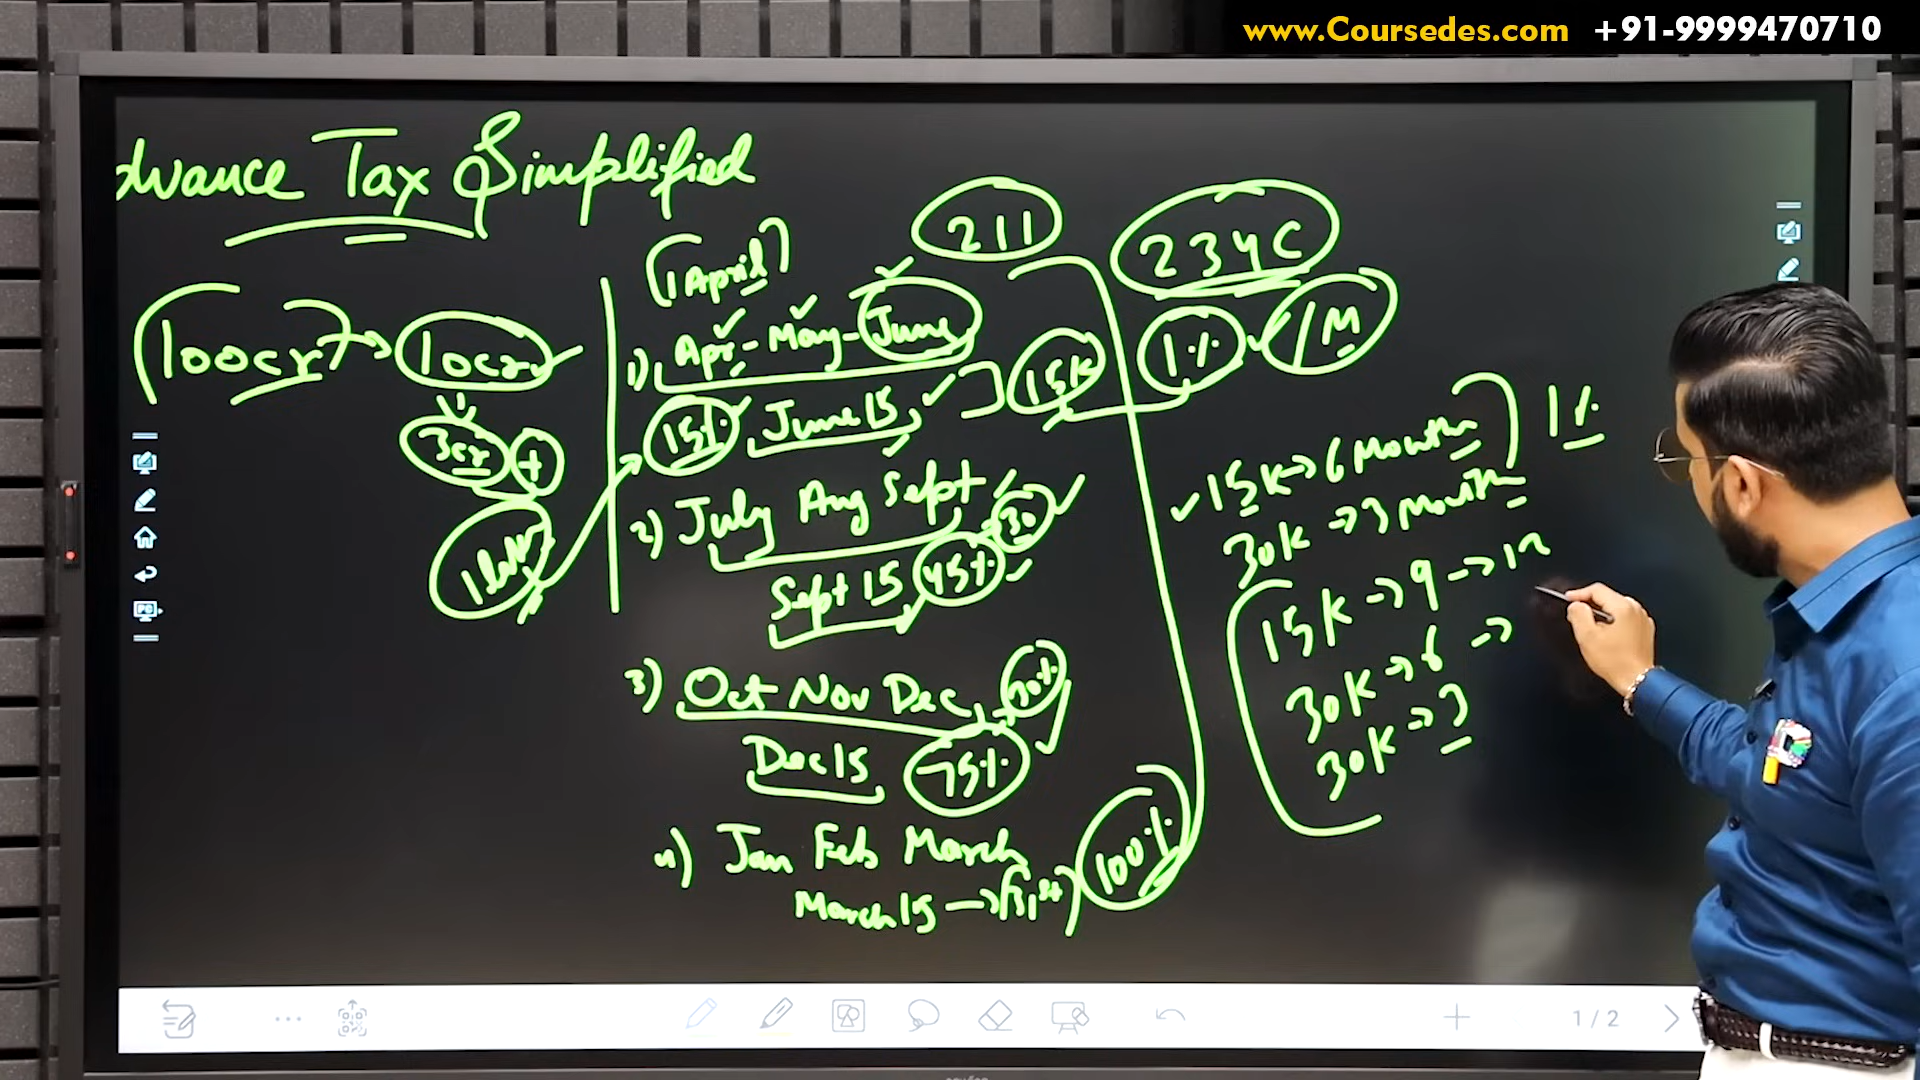 www.Coursedes.com +91-9999470710
dvance Tax Simplified
100cr → 10cr
3cr +
(1 April)
211
234C
1) Apr - May - June
15% June 15
15K
1% / M
2) July Aug Sept
30
Sept 15 45%
3) Oct Nov Dec
Dec 15 75%
4) Jan Feb March
March 15 → 31st
100%
15K → 6 Month
1%
30K → 3 Month
15K → 9 →
30K → 6 →
30K → 3
1 / 2